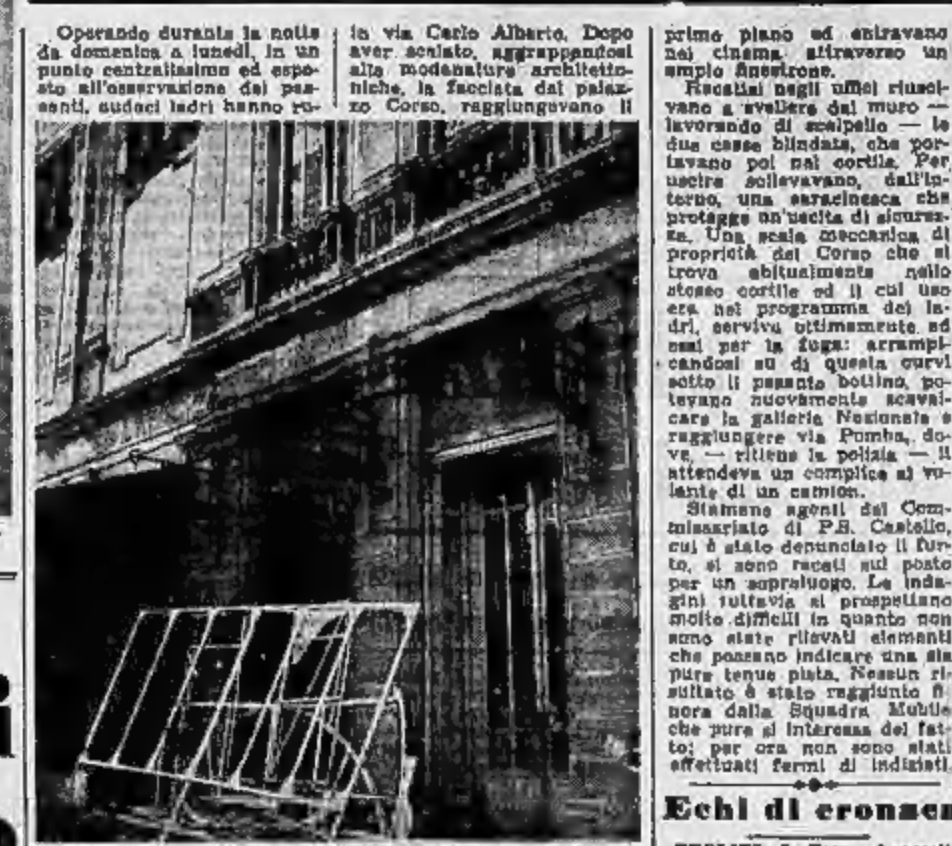 Operando durante la notte
da domenica a lunedì, in un
punto centralissimo ed espo-
sto all'osservazione dei pas-
santi, audaci ladri hanno ru-
in via Carlo Alberto. Dopo
aver scalato, aggrappandosi
alle modanature architetto-
niche, la facciata del palaz-
zo Corso, raggiungevano il
primo piano ed entravano
nel cinema attraverso un
ampio finestrone.
Recatisi negli uffici riusci-
vano a svellere dal muro —
lavorando di scalpello — le
due casse blindate, che por-
tavano poi nel cortile. Per
uscire sollevavano, dall'in-
terno, una saracinesca che
protegge un'uscita di sicurez-
za. Una scala meccanica di
proprietà del Corso che si
trova abitualmente nello
stesso cortile ed il cui uso
era nel programma dei la-
dri, serviva ottimamente ad
essi per la fuga: arrampi-
candosi su di questa curvi
sotto il pesante bottino, po-
tevano nuovamente scaval-
care la galleria Nazionale e
raggiungere via Pomba, do-
ve, — ritiene la polizia — li
attendeva un complice al vo-
lante di un camion.
Stamane agenti del Com-
missariato di P.S. Castello,
cui è stato denunciato il fur-
to, si sono recati sul posto
per un sopraluogo. Le inda-
gini tuttavia si prospettano
molto difficili in quanto non
sono stati rilevati elementi
che possano indicare una sia
pure tenue pista. Nessun ri-
sultato è stato raggiunto fi-
nora dalla Squadra Mobile
che pure si interessa del fat-
to; per ora non sono stati
effettuati fermi di indiziati.
Echi di cronaca